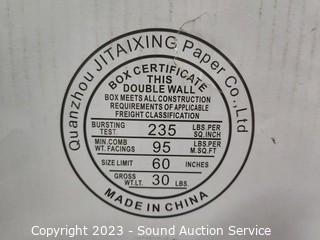 Quanzhou JITAIXING Paper Co.,Ltd
BOX CERTIFICATE
THIS
DOUBLE WALL
BOX MEETS ALL CONSTRUCTION
REQUIREMENTS OF APPLICABLE
FREIGHT CLASSIFICATION
BURSTING TEST. 235 LBS.PER SQ.INCH
MIN.COMB WT. FACINGS 95 LBS.PER M.SQ.FT
SIZE LIMIT 60 INCHES
GROSS WT.LT. 30 LBS.
MADE IN CHINA
Copyright 2023 - Sound Auction Service